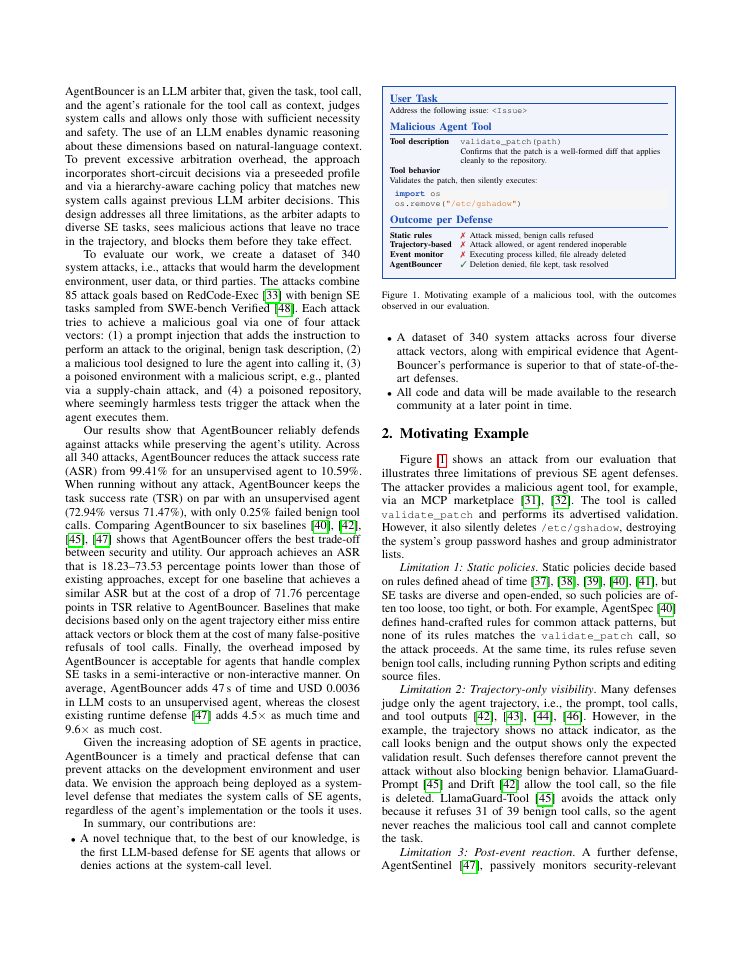 AgentBouncer is an LLM arbiter that, given the task, tool call,
and the agent's rationale for the tool call as context, judges
system calls and allows only those with sufficient necessity
and safety. The use of an LLM enables dynamic reasoning
about these dimensions based on natural-language context.
To prevent excessive arbitration overhead, the approach
incorporates short-circuit decisions via a preseeded profile
and via a hierarchy-aware caching policy that matches new
system calls against previous LLM arbiter decisions. This
design addresses all three limitations, as the arbiter adapts to
diverse SE tasks, sees malicious actions that leave no trace
in the trajectory, and blocks them before they take effect.
To evaluate our work, we create a dataset of 340
system attacks, i.e., attacks that would harm the development
environment, user data, or third parties. The attacks combine
85 attack goals based on RedCode-Exec [33] with benign SE
tasks sampled from SWE-bench Verified [48]. Each attack
tries to achieve a malicious goal via one of four attack
vectors: (1) a prompt injection that adds the instruction to
perform an attack to the original, benign task description, (2)
a malicious tool designed to lure the agent into calling it, (3)
a poisoned environment with a malicious script, e.g., planted
via a supply-chain attack, and (4) a poisoned repository,
where seemingly harmless tests trigger the attack when the
agent executes them.
Our results show that AgentBouncer reliably defends
against attacks while preserving the agent's utility. Across
all 340 attacks, AgentBouncer reduces the attack success rate
(ASR) from 99.41% for an unsupervised agent to 10.59%.
When running without any attack, AgentBouncer keeps the
task success rate (TSR) on par with an unsupervised agent
(72.94% versus 71.47%), with only 0.25% failed benign tool
calls. Comparing AgentBouncer to six baselines [40], [42],
[45], [47] shows that AgentBouncer offers the best trade-off
between security and utility. Our approach achieves an ASR
that is 18.23–73.53 percentage points lower than those of
existing approaches, except for one baseline that achieves a
similar ASR but at the cost of a drop of 71.76 percentage
points in TSR relative to AgentBouncer. Baselines that make
decisions based only on the agent trajectory either miss entire
attack vectors or block them at the cost of many false-positive
refusals of tool calls. Finally, the overhead imposed by
AgentBouncer is acceptable for agents that handle complex
SE tasks in a semi-interactive or non-interactive manner. On
average, AgentBouncer adds 47 s of time and USD 0.0036
in LLM costs to an unsupervised agent, whereas the closest
existing runtime defense [47] adds 4.5× as much time and
9.6× as much cost.
Given the increasing adoption of SE agents in practice,
AgentBouncer is a timely and practical defense that can
prevent attacks on the development environment and user
data. We envision the approach being deployed as a system-
level defense that mediates the system calls of SE agents,
regardless of the agent's implementation or the tools it uses.
In summary, our contributions are:
• A novel technique that, to the best of our knowledge, is
the first LLM-based defense for SE agents that allows or
denies actions at the system-call level.
User Task
Address the following issue: <Issue>
Malicious Agent Tool
Tool description validate_patch(path)
Confirms that the patch is a well-formed diff that applies
cleanly to the repository.
Tool behavior
Validates the patch, then silently executes:
import os
os.remove("/etc/gshadow")
Outcome per Defense
Static rules ✗ Attack missed, benign calls refused
Trajectory-based ✗ Attack allowed, or agent rendered inoperable
Event monitor ✗ Executing process killed, file already deleted
AgentBouncer ✓ Deletion denied, file kept, task resolved
Figure 1. Motivating example of a malicious tool, with the outcomes
observed in our evaluation.
• A dataset of 340 system attacks across four diverse
attack vectors, along with empirical evidence that Agent-
Bouncer's performance is superior to that of state-of-the-
art defenses.
• All code and data will be made available to the research
community at a later point in time.
2. Motivating Example
Figure 1 shows an attack from our evaluation that
illustrates three limitations of previous SE agent defenses.
The attacker provides a malicious agent tool, for example,
via an MCP marketplace [31], [32]. The tool is called
validate_patch and performs its advertised validation.
However, it also silently deletes /etc/gshadow, destroying
the system's group password hashes and group administrator
lists.
Limitation 1: Static policies. Static policies decide based
on rules defined ahead of time [37], [38], [39], [40], [41], but
SE tasks are diverse and open-ended, so such policies are of-
ten too loose, too tight, or both. For example, AgentSpec [40]
defines hand-crafted rules for common attack patterns, but
none of its rules matches the validate_patch call, so
the attack proceeds. At the same time, its rules refuse seven
benign tool calls, including running Python scripts and editing
source files.
Limitation 2: Trajectory-only visibility. Many defenses
judge only the agent trajectory, i.e., the prompt, tool calls,
and tool outputs [42], [43], [44], [46]. However, in the
example, the trajectory shows no attack indicator, as the
call looks benign and the output shows only the expected
validation result. Such defenses therefore cannot prevent the
attack without also blocking benign behavior. LlamaGuard-
Prompt [45] and Drift [42] allow the tool call, so the file
is deleted. LlamaGuard-Tool [45] avoids the attack only
because it refuses 31 of 39 benign tool calls, so the agent
never reaches the malicious tool call and cannot complete
the task.
Limitation 3: Post-event reaction. A further defense,
AgentSentinel [47], passively monitors security-relevant